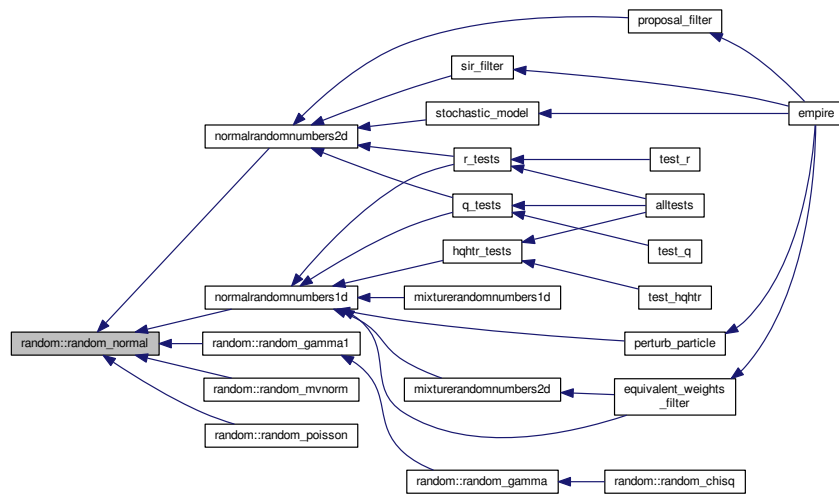 proposal_filter
sir_filter
empire
stochastic_model
normalrandomnumbers2d
r_tests
test_r
q_tests
alltests
hqhtr_tests
test_q
normalrandomnumbers1d
mixturerandomnumbers1d
test_hqhtr
random::random_normal
random::random_gamma1
perturb_particle
random::random_mvnorm
mixturerandomnumbers2d
equivalent_weights
_filter
random::random_poisson
random::random_gamma
random::random_chisq